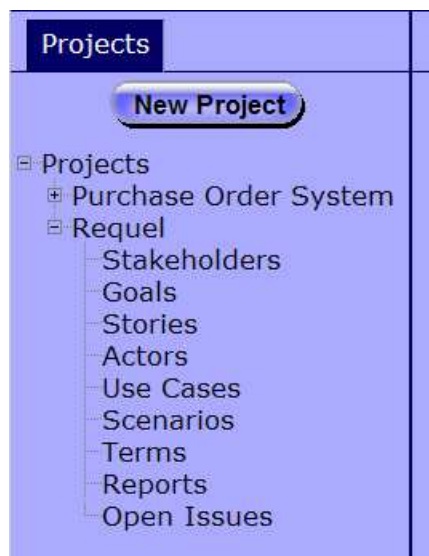 Projects
New Project
Projects
Purchase Order System
Requel
Stakeholders
Goals
Stories
Actors
Use Cases
Scenarios
Terms
Reports
Open Issues